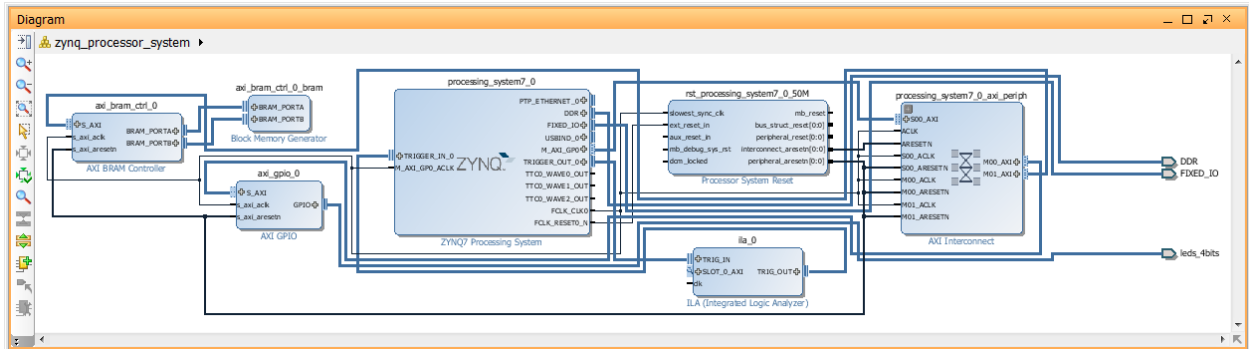 Diagram
zynq_processor_system
axi_bram_ctrl_0
S_AXI
s_axi_aclk
s_axi_aresetn
BRAM_PORTA
BRAM_PORTB
AXI BRAM Controller
axi_bram_ctrl_0_bram
BRAM_PORTA
BRAM_PORTB
Block Memory Generator
axi_gpio_0
S_AXI
s_axi_aclk
s_axi_aresetn
GPIO
AXI GPIO
processing_system7_0
TRIGGER_IN_0
M_AXI_GP0_ACLK
ZYNQ
PTP_ETHERNET_0
DDR
FIXED_IO
USBIND_0
M_AXI_GP0
TRIGGER_OUT_0
TTC0_WAVE0_OUT
TTC0_WAVE1_OUT
TTC0_WAVE2_OUT
FCLK_CLK0
FCLK_RESET0_N
ZYNQ7 Processing System
rst_processing_system7_0_50M
slowest_sync_clk
ext_reset_in
aux_reset_in
mb_debug_sys_rst
dcm_locked
mb_reset
bus_struct_reset[0:0]
peripheral_reset[0:0]
interconnect_aresetn[0:0]
peripheral_aresetn[0:0]
Processor System Reset
ila_0
TRIG_IN
SLOT_0_AXI
clk
TRIG_OUT
ILA (Integrated Logic Analyzer)
processing_system7_0_axi_periph
S00_AXI
ACLK
ARESETN
S00_ACLK
S00_ARESETN
M00_ACLK
M00_ARESETN
M01_ACLK
M01_ARESETN
M00_AXI
M01_AXI
AXI Interconnect
DDR
FIXED_IO
leds_4bits